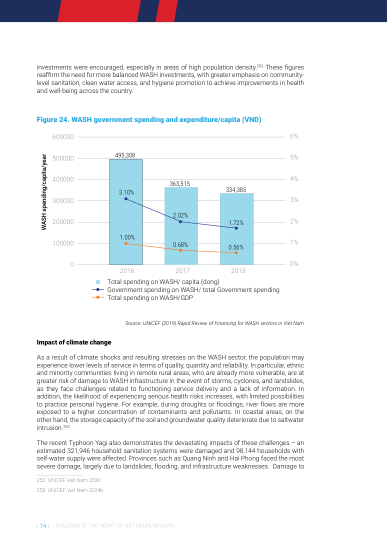 investments were encouraged, especially in areas of high population density.252 These figures
reaffirm the need for more balanced WASH investments, with greater emphasis on community-
level sanitation, clean water access, and hygiene promotion to achieve improvements in health
and well-being across the country.
Figure 24. WASH government spending and expenditure/capita (VND)
WASH spending/capita/year
600000
500000
400000
300000
200000
100000
0
6%
5%
4%
3%
2%
1%
0%
495,308
363,515
334,385
3.10%
2.02%
1.72%
1.00%
0.68%
0.56%
2016
2017
2018
Total spending on WASH/ capita (dong)
Government spending on WASH/ total Government spending
Total spending on WASH/GDP
Source: UNICEF (2019) Rapid Review of Financing for WASH sectors in Viet Nam
Impact of climate change
As a result of climate shocks and resulting stresses on the WASH sector, the population may
experience lower levels of service in terms of quality, quantity and reliability. In particular, ethnic
and minority communities living in remote rural areas, who are already more vulnerable, are at
greater risk of damage to WASH infrastructure in the event of storms, cyclones, and landslides,
as they face challenges related to functioning service delivery and a lack of information. In
addition, the likelihood of experiencing serious health risks increases, with limited possibilities
to practice personal hygiene. For example, during droughts or floodings, river flows are more
exposed to a higher concentration of contaminants and pollutants. In coastal areas, on the
other hand, the storage capacity of the soil and groundwater quality deteriorate due to saltwater
intrusion.253
The recent Typhoon Yagi also demonstrates the devastating impacts of these challenges – an
estimated 321,946 household sanitation systems were damaged and 98,144 households with
self-water supply were affected. Provinces such as Quang Ninh and Hai Phong faced the most
severe damage, largely due to landslides, flooding, and infrastructure weakness. Damage to
252 UNICEF Viet Nam 2020.
253 UNICEF Viet Nam 2024b.
| 74 | CHILDREN AT THE HEART OF VIET NAM'S NEW ERA